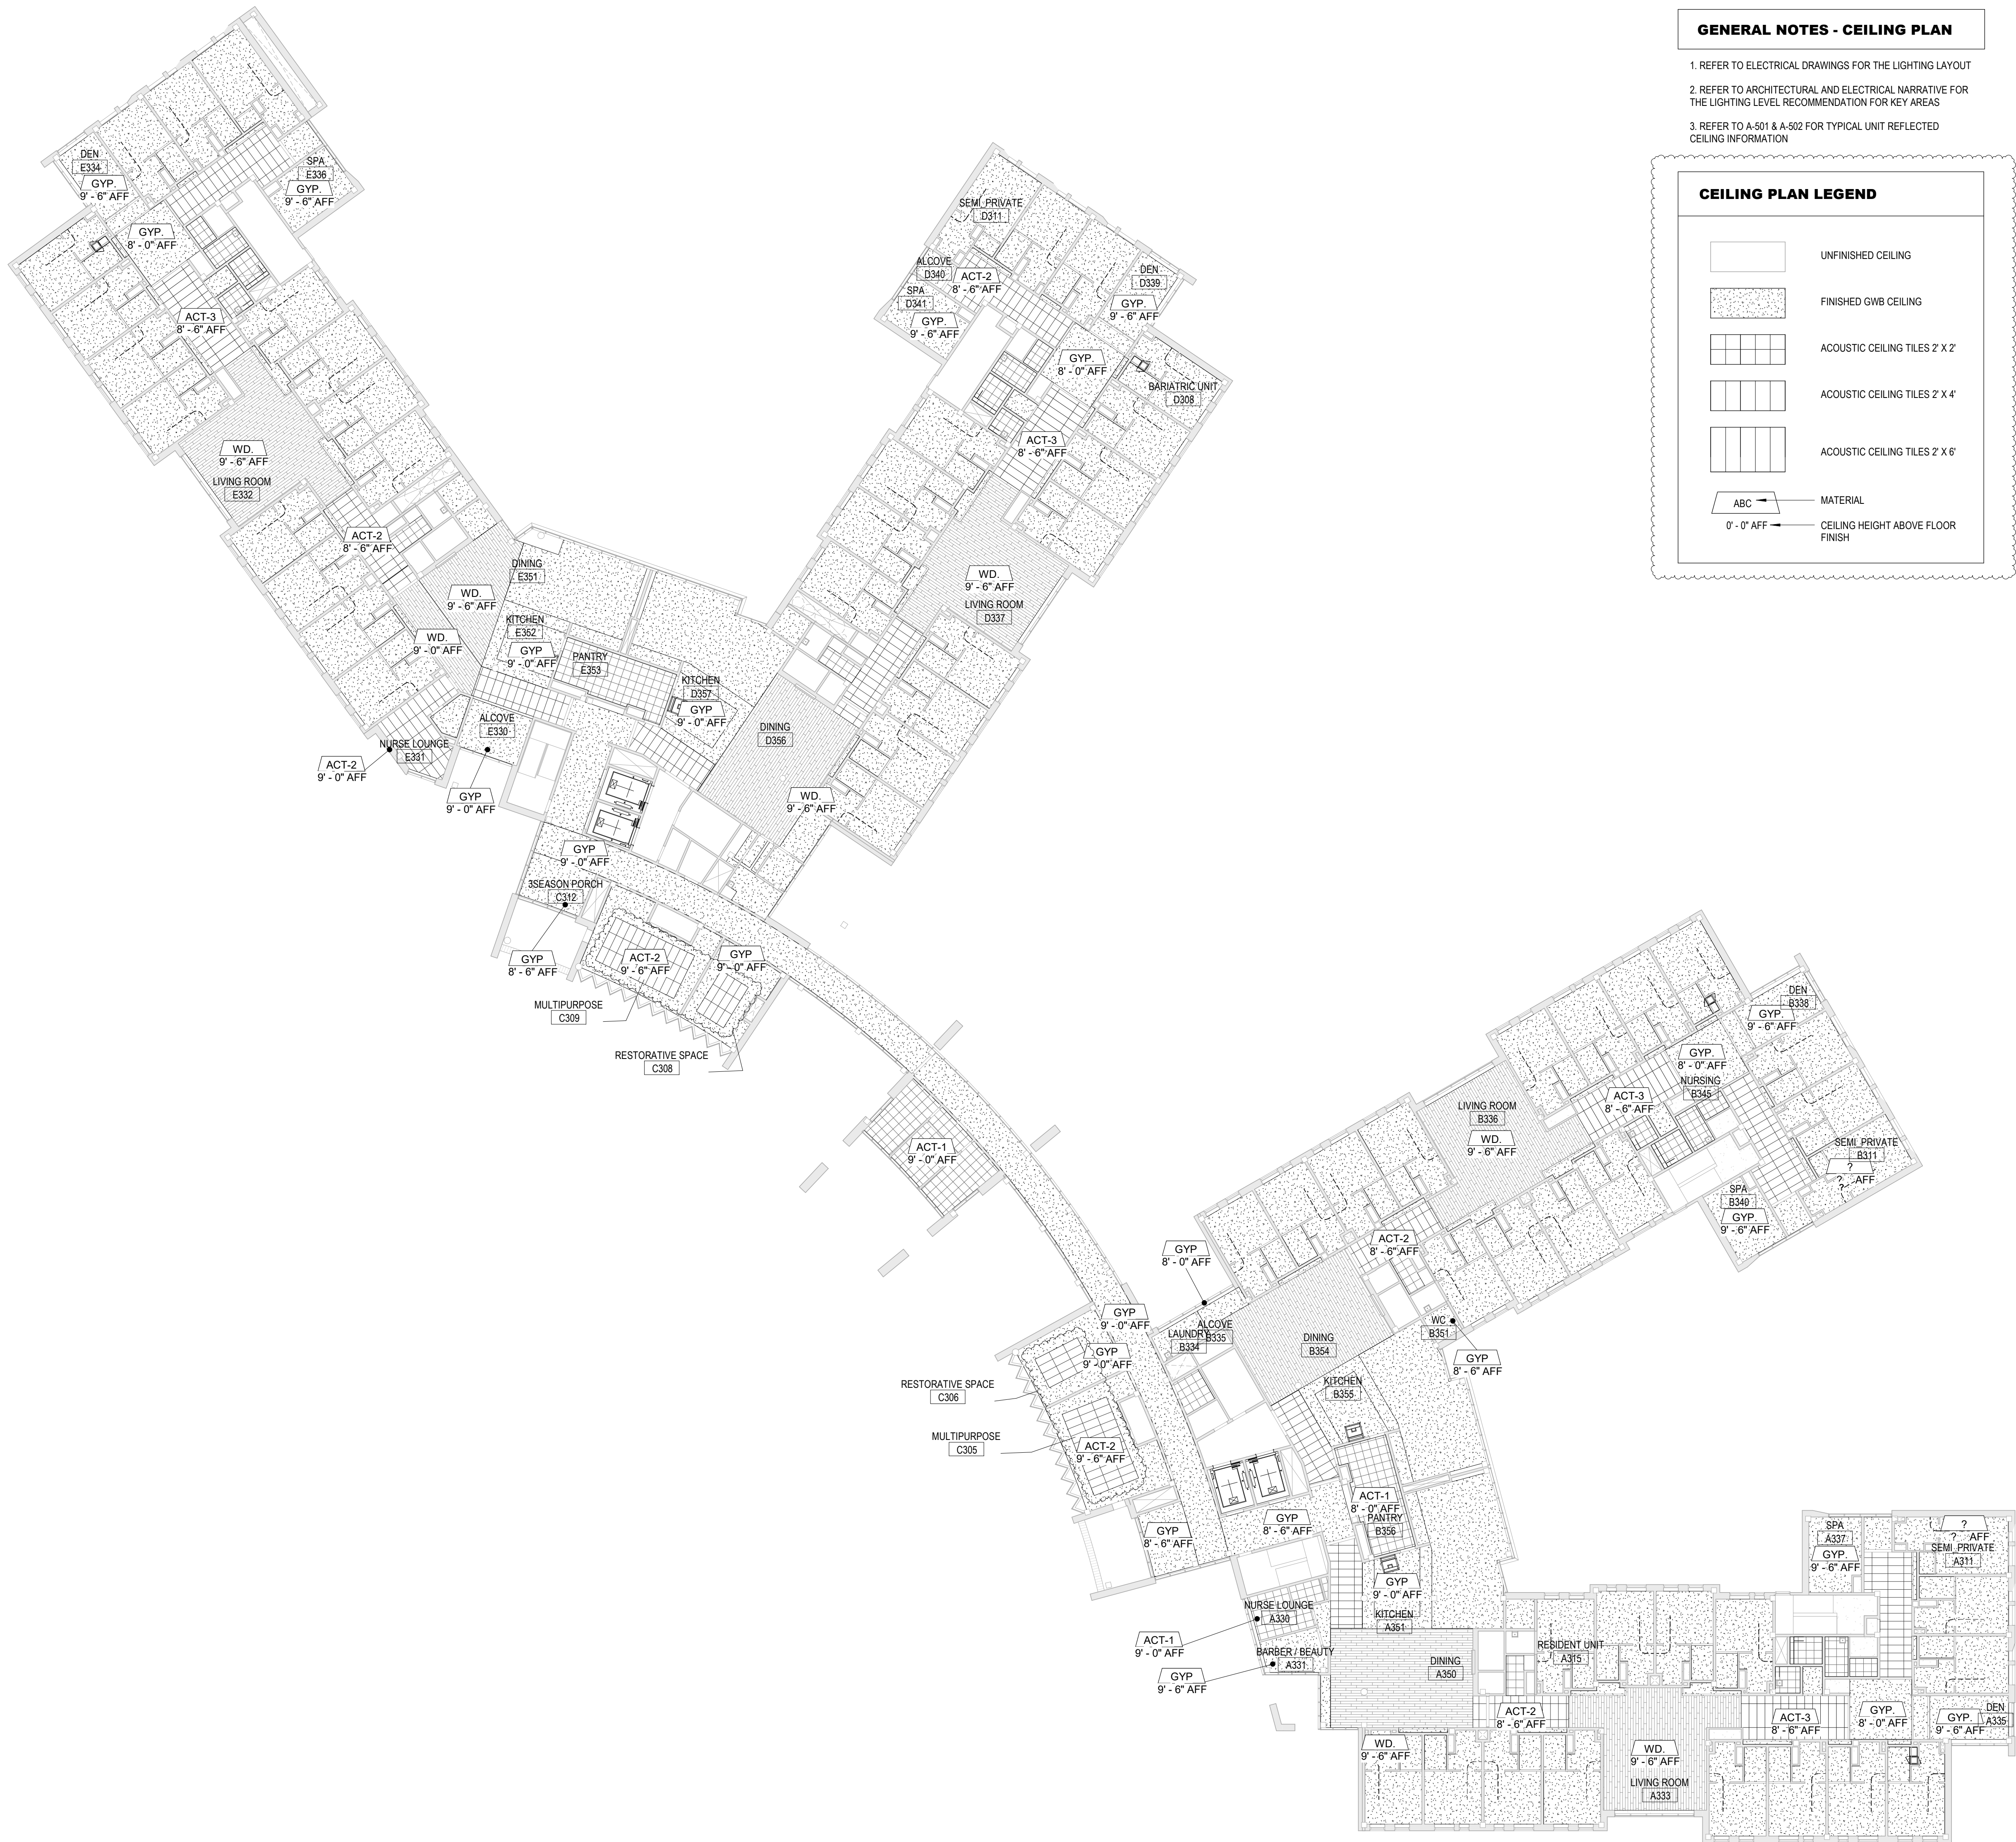 GENERAL NOTES - CEILING PLAN
1. REFER TO ELECTRICAL DRAWINGS FOR THE LIGHTING LAYOUT
2. REFER TO ARCHITECTURAL AND ELECTRICAL NARRATIVE FOR
THE LIGHTING LEVEL RECOMMENDATION FOR KEY AREAS
3. REFER TO A-501 & A-502 FOR TYPICAL UNIT REFLECTED
CEILING INFORMATION
CEILING PLAN LEGEND
UNFINISHED CEILING
FINISHED GWB CEILING
ACOUSTIC CEILING TILES 2' X 2'
ACOUSTIC CEILING TILES 2' X 4'
ACOUSTIC CEILING TILES 2' X 6'
ABC
MATERIAL
0' - 0" AFF
CEILING HEIGHT ABOVE FLOOR
FINISH
DEN
E334
GYP.
9' - 6" AFF
SPA
E336
GYP.
9' - 6" AFF
GYP.
8' - 0" AFF
ACT-3
8' - 6" AFF
WD.
9' - 6" AFF
LIVING ROOM
E332
ACT-2
8' - 6" AFF
WD.
9' - 6" AFF
WD.
9' - 0" AFF
DINING
E351
KITCHEN
E352
GYP
9' - 0" AFF
PANTRY
E353
KITCHEN
D357
GYP
9' - 0" AFF
ALCOVE
E330
NURSE LOUNGE
E331
ACT-2
9' - 0" AFF
GYP
9' - 0" AFF
SEMI_PRIVATE
D311
ALCOVE
D340
ACT-2
8' - 6" AFF
SPA
D341
GYP.
9' - 6" AFF
DEN
D339
GYP.
9' - 6" AFF
GYP.
8' - 0" AFF
BARIATRIC UNIT
D308
ACT-3
8' - 6" AFF
WD.
9' - 6" AFF
LIVING ROOM
D337
DINING
D356
WD.
9' - 6" AFF
GYP
9' - 0" AFF
3SEASON PORCH
C312
GYP
8' - 6" AFF
ACT-2
9' - 6" AFF
GYP
9' - 0" AFF
MULTIPURPOSE
C309
RESTORATIVE SPACE
C308
ACT-1
9' - 0" AFF
DEN
B338
GYP.
9' - 6" AFF
GYP.
8' - 0" AFF
NURSING
B345
ACT-3
8' - 6" AFF
LIVING ROOM
B336
WD.
9' - 6" AFF
SEMI_PRIVATE
B311
?
? AFF
SPA
B340
GYP.
9' - 6" AFF
ACT-2
8' - 6" AFF
GYP
8' - 0" AFF
GYP
9' - 0" AFF
GYP
9' - 0" AFF
ALCOVE
B335
LAUNDRY
B334
DINING
B354
WC
B351
GYP
8' - 6" AFF
KITCHEN
B355
RESTORATIVE SPACE
C306
MULTIPURPOSE
C305
ACT-2
9' - 6" AFF
GYP
8' - 6" AFF
GYP
8' - 6" AFF
ACT-1
8' - 0" AFF
PANTRY
B356
GYP
9' - 0" AFF
KITCHEN
A351
NURSE LOUNGE
A330
ACT-1
9' - 0" AFF
BARBER / BEAUTY
A331
GYP
9' - 6" AFF
DINING
A350
RESIDENT UNIT
A315
SPA
A337
GYP.
9' - 6" AFF
?
? AFF
SEMI_PRIVATE
A311
ACT-2
8' - 6" AFF
ACT-3
8' - 6" AFF
GYP.
8' - 0" AFF
DEN
A335
GYP.
9' - 6" AFF
WD.
9' - 6" AFF
WD.
9' - 6" AFF
LIVING ROOM
A333